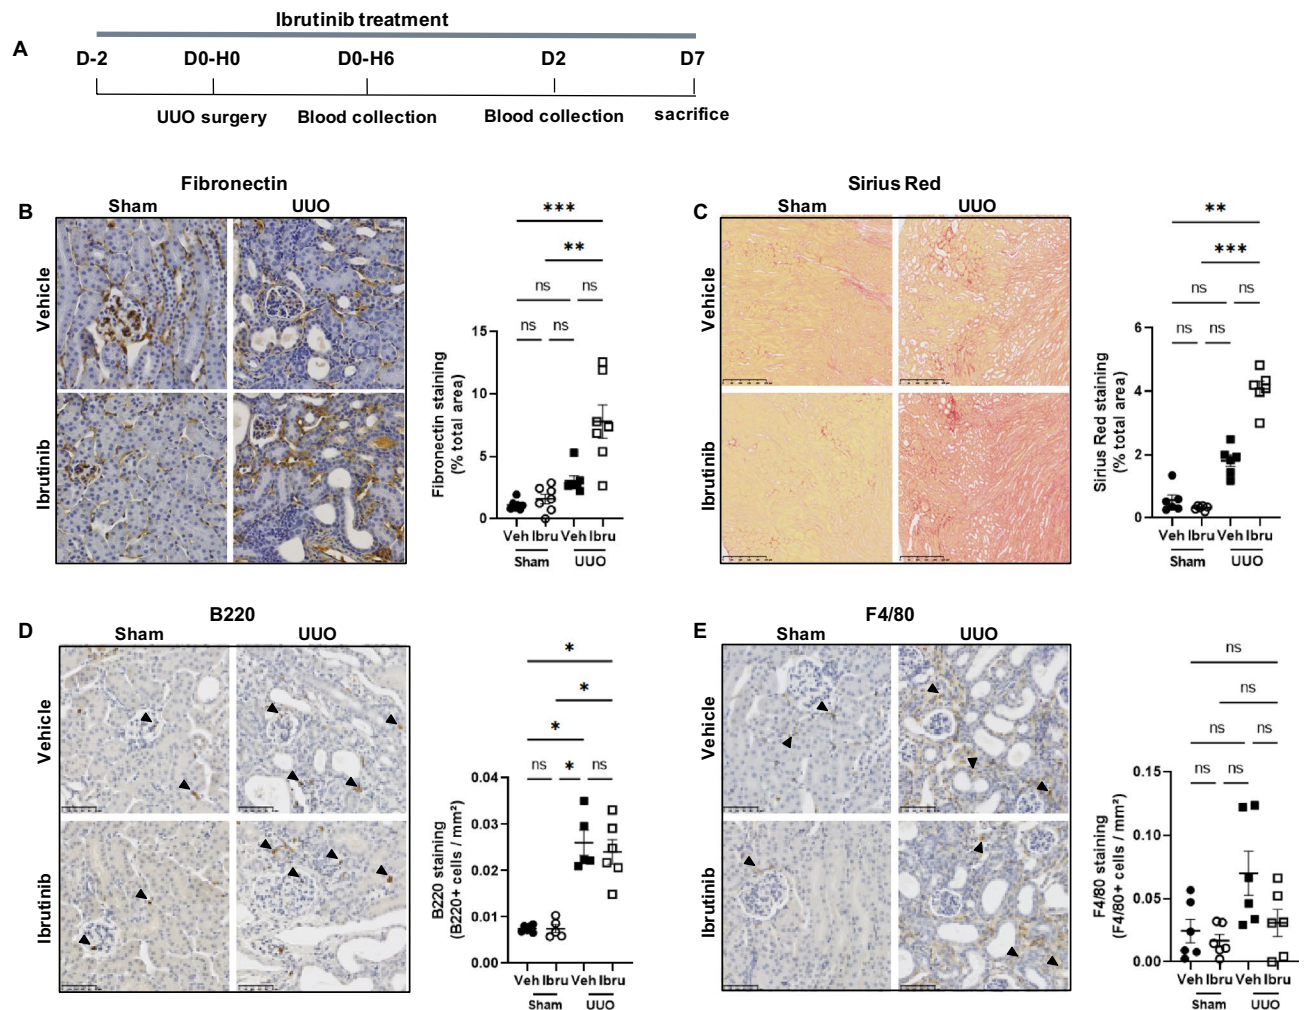 Ibrutinib treatment
A
D-2 D0-H0 D0-H6 D2 D7
UUO surgery Blood collection Blood collection sacrifice
Fibronectin
B
Sham UUO
Vehicle
Ibrutinib
***
**
ns ns
ns ns
Fibronectin staining
(% total area)
15
10
5
0
Veh Ibru Veh Ibru
Sham UUO
Sirius Red
C
Sham UUO
Vehicle
Ibrutinib
**
***
ns ns
ns ns
Sirius Red staining
(% total area)
6
4
2
0
Veh Ibru Veh Ibru
Sham UUO
B220
D
Sham UUO
Vehicle
Ibrutinib
*
*
*
ns * ns
B220 staining
(B220+ cells / mm²)
0.04
0.03
0.02
0.01
0.00
Veh Ibru Veh Ibru
Sham UUO
F4/80
E
Sham UUO
Vehicle
Ibrutinib
ns
ns
ns ns
ns ns
F4/80 staining
(F4/80+ cells / mm²)
0.15
0.10
0.05
0.00
Veh Ibru Veh Ibru
Sham UUO